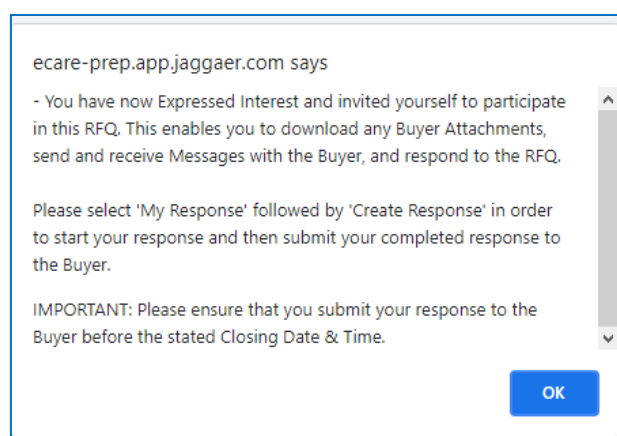 ecare-prep.app.jaggaer.com says
- You have now Expressed Interest and invited yourself to participate
in this RFQ. This enables you to download any Buyer Attachments,
send and receive Messages with the Buyer, and respond to the RFQ.
Please select 'My Response' followed by 'Create Response' in order
to start your response and then submit your completed response to
the Buyer.
IMPORTANT: Please ensure that you submit your response to the
Buyer before the stated Closing Date & Time.
OK